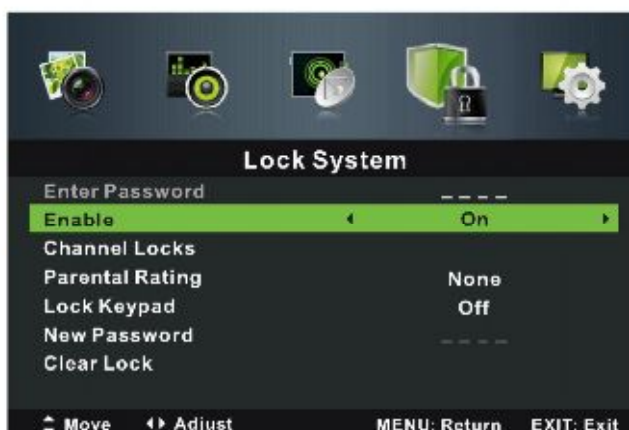 Lock System
Enter Password _ _ _ _
Enable On
Channel Locks
Parental Rating None
Lock Keypad Off
New Password _ _ _ _
Clear Lock
Move Adjust MENU: Return EXIT: Exit